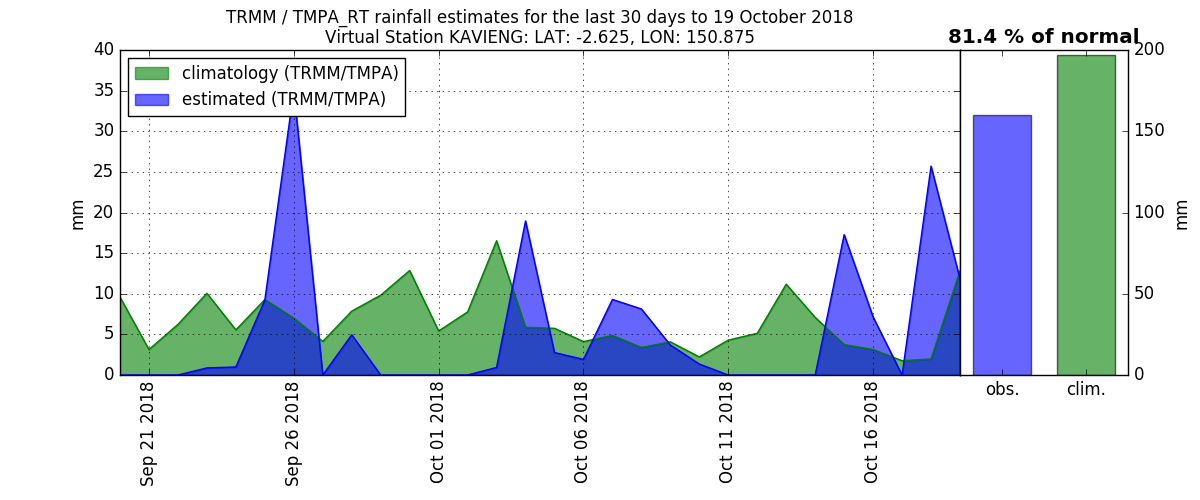 TRMM / TMPA_RT rainfall estimates for the last 30 days to 19 October 2018
Virtual Station KAVIENG: LAT: -2.625, LON: 150.875
81.4 % of normal
climatology (TRMM/TMPA)
estimated (TRMM/TMPA)
mm
40
35
30
25
20
15
10
5
0
Sep 21 2018
Sep 26 2018
Oct 01 2018
Oct 06 2018
Oct 11 2018
Oct 16 2018
obs.
clim.
200
150
100
50
0
mm